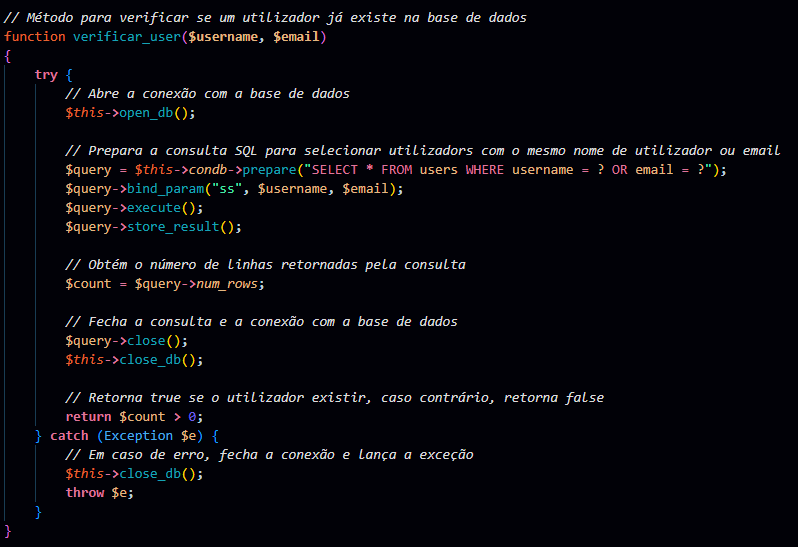 // Método para verificar se um utilizador já existe na base de dados
function verificar_user($username, $email)
{
    try {
        // Abre a conexão com a base de dados
        $this->open_db();

        // Prepara a consulta SQL para selecionar utilizadors com o mesmo nome de utilizador ou email
        $query = $this->condb->prepare("SELECT * FROM users WHERE username = ? OR email = ?");
        $query->bind_param("ss", $username, $email);
        $query->execute();
        $query->store_result();

        // Obtém o número de linhas retornadas pela consulta
        $count = $query->num_rows;

        // Fecha a consulta e a conexão com a base de dados
        $query->close();
        $this->close_db();

        // Retorna true se o utilizador existir, caso contrário, retorna false
        return $count > 0;
    } catch (Exception $e) {
        // Em caso de erro, fecha a conexão e lança a exceção
        $this->close_db();
        throw $e;
    }
}